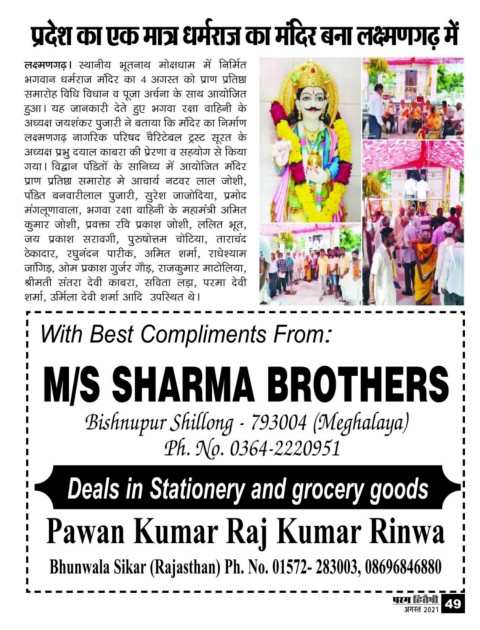 प्रदेश का एक मात्र धर्मराज का मंदिर बना लक्ष्मणगढ़ में
लक्ष्मणगढ़। स्थानीय भूतनाथ मोक्षधाम में निर्मित
भगवान धर्मराज मंदिर का 4 अगस्त को प्राण प्रतिष्ठा
समारोह विधि विधान व पूजा अर्चना के साथ आयोजित
हुआ। यह जानकारी देते हुए भगवा रक्षा वाहिनी के
अध्यक्ष जयशंकर पुजारी ने बताया कि मंदिर का निर्माण
लक्ष्मणगढ़ नागरिक परिषद चैरिटेबल ट्रस्ट सूरत के
अध्यक्ष प्रभु दयाल काबरा की प्रेरणा व सहयोग से किया
गया। विद्वान पंडितों के सानिध्य में आयोजित मंदिर
प्राण प्रतिष्ठा समारोह मे आचार्य नटवर लाल जोशी,
पंडित बनवारीलाल पुजारी, सुरेश जाजोदिया, प्रमोद
मंगलूणावाला, भगवा रक्षा वाहिनी के महामंत्री अमित
कुमार जोशी, प्रवक्ता रवि प्रकाश जोशी, ललित भूत,
जय प्रकाश सरावगी, पुरुषोत्तम चोटिया, ताराचंद
ठेकादार, रघुनंदन पारीक, अमित शर्मा, राधेश्याम
जांगिड़, ओम प्रकाश गुर्जर गौड़, राजकुमार माटोलिया,
श्रीमती संतरा देवी काबरा, सविता लड़ा, परमा देवी
शर्मा, उर्मिला देवी शर्मा आदि उपस्थित थे।
With Best Compliments From:
M/S SHARMA BROTHERS
Bishnupur Shillong - 793004 (Meghalaya)
Ph. No. 0364-2220951
Deals in Stationery and grocery goods
Pawan Kumar Raj Kumar Rinwa
Bhunwala Sikar (Rajasthan) Ph. No. 01572- 283003, 08696846880
परम हितैषी
अगस्त 2021
49